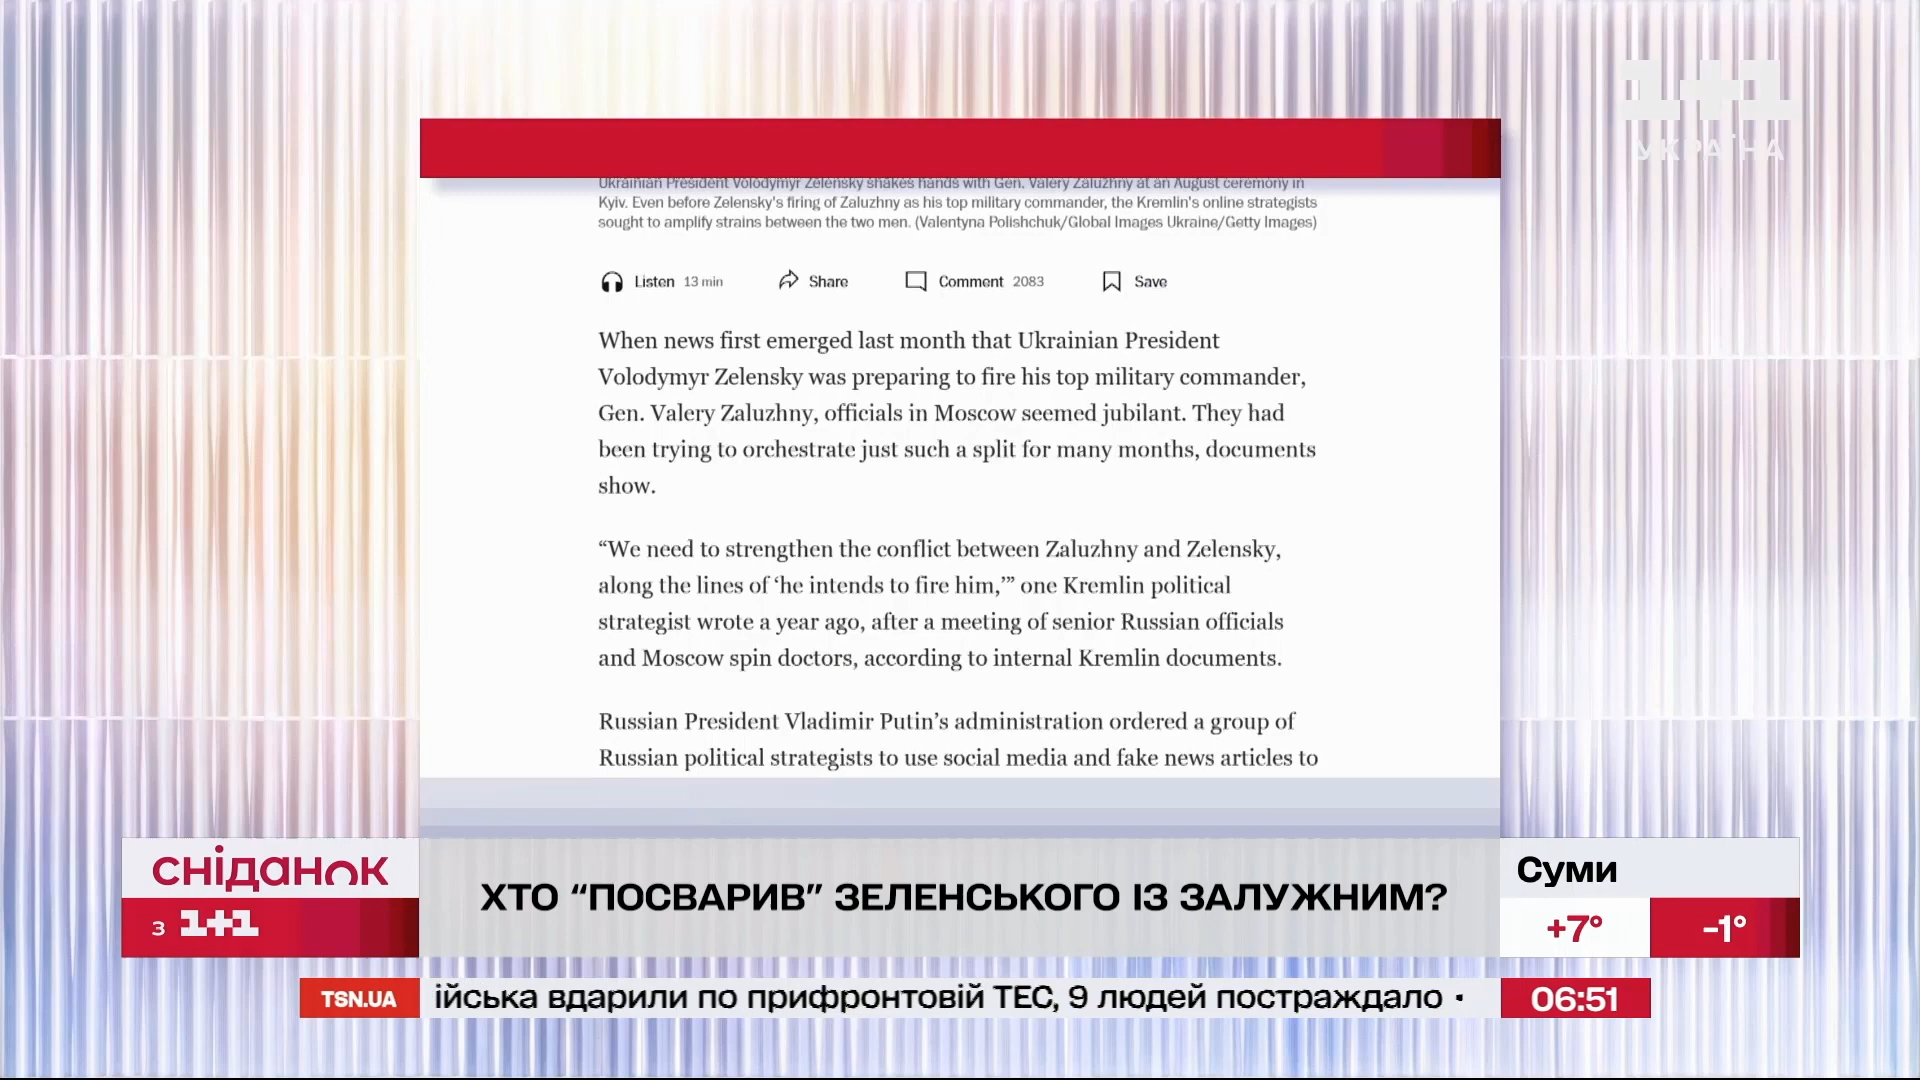 1+1
УКРАЇНА
Ukrainian President Volodymyr Zelensky shakes hands with Gen. Valery Zaluzhny at an August ceremony in
Kyiv. Even before Zelensky's firing of Zaluzhny as his top military commander, the Kremlin's online strategists
sought to amplify strains between the two men. (Valentyna Polishchuk/Global Images Ukraine/Getty Images)
Listen 13 min Share Comment 2083 Save
When news first emerged last month that Ukrainian President
Volodymyr Zelensky was preparing to fire his top military commander,
Gen. Valery Zaluzhny, officials in Moscow seemed jubilant. They had
been trying to orchestrate just such a split for many months, documents
show.
“We need to strengthen the conflict between Zaluzhny and Zelensky,
along the lines of ‘he intends to fire him,’” one Kremlin political
strategist wrote a year ago, after a meeting of senior Russian officials
and Moscow spin doctors, according to internal Kremlin documents.
Russian President Vladimir Putin’s administration ordered a group of
Russian political strategists to use social media and fake news articles to
СНІДАНОК
з 1+1
ХТО “ПОСВАРИВ” ЗЕЛЕНСЬКОГО ІЗ ЗАЛУЖНИМ?
Суми
+7° -1°
TSN.UA ійська вдарили по прифронтовій ТЕС, 9 людей постраждало •
06:51